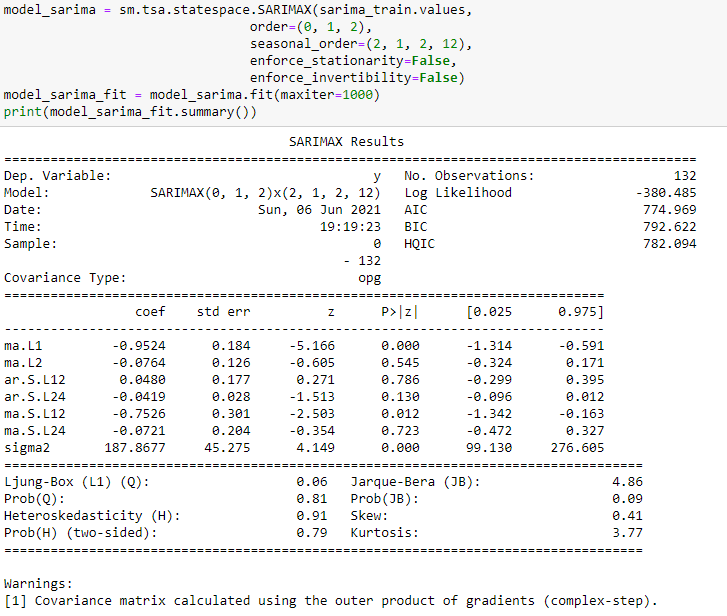 model_sarima = sm.tsa.statespace.SARIMAX(sarima_train.values,
order=(0, 1, 2),
seasonal_order=(2, 1, 2, 12),
enforce_stationarity=False,
enforce_invertibility=False)
model_sarima_fit = model_sarima.fit(maxiter=1000)
print(model_sarima_fit.summary())
SARIMAX Results
==========================================================================================
Dep. Variable: y No. Observations: 132
Model: SARIMAX(0, 1, 2)x(2, 1, 2, 12) Log Likelihood -380.485
Date: Sun, 06 Jun 2021 AIC 774.969
Time: 19:19:23 BIC 792.622
Sample: 0 HQIC 782.094
- 132
Covariance Type: opg
==============================================================================
coef std err z P>|z| [0.025 0.975]
------------------------------------------------------------------------------
ma.L1 -0.9524 0.184 -5.166 0.000 -1.314 -0.591
ma.L2 -0.0764 0.126 -0.605 0.545 -0.324 0.171
ar.S.L12 0.0480 0.177 0.271 0.786 -0.299 0.395
ar.S.L24 -0.0419 0.028 -1.513 0.130 -0.096 0.012
ma.S.L12 -0.7526 0.301 -2.503 0.012 -1.342 -0.163
ma.S.L24 -0.0721 0.204 -0.354 0.723 -0.472 0.327
sigma2 187.8677 45.275 4.149 0.000 99.130 276.605
===================================================================================
Ljung-Box (L1) (Q): 0.06 Jarque-Bera (JB): 4.86
Prob(Q): 0.81 Prob(JB): 0.09
Heteroskedasticity (H): 0.91 Skew: 0.41
Prob(H) (two-sided): 0.79 Kurtosis: 3.77
===================================================================================
Warnings:
[1] Covariance matrix calculated using the outer product of gradients (complex-step).